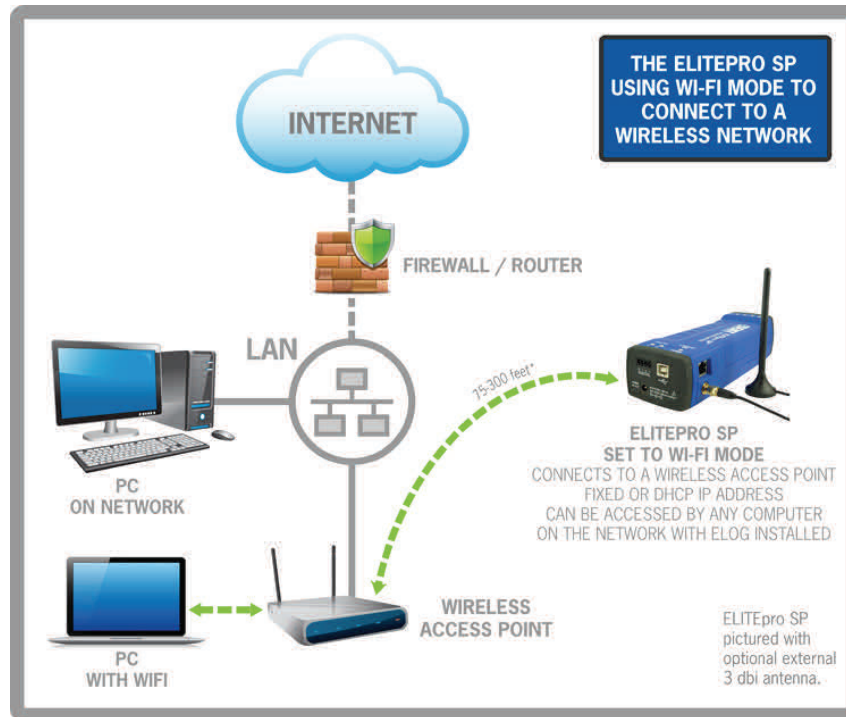 THE ELITEPRO SP
USING WI-FI MODE TO
CONNECT TO A
WIRELESS NETWORK
INTERNET
FIREWALL / ROUTER
LAN
75-300 feet*
PC
ON NETWORK
ELITEPRO SP
SET TO WI-FI MODE
CONNECTS TO A WIRELESS ACCESS POINT
FIXED OR DHCP IP ADDRESS
CAN BE ACCESSED BY ANY COMPUTER
ON THE NETWORK WITH ELOG INSTALLED
WIRELESS
ACCESS POINT
PC
WITH WIFI
ELITEpro SP
pictured with
optional external
3 dbi antenna.